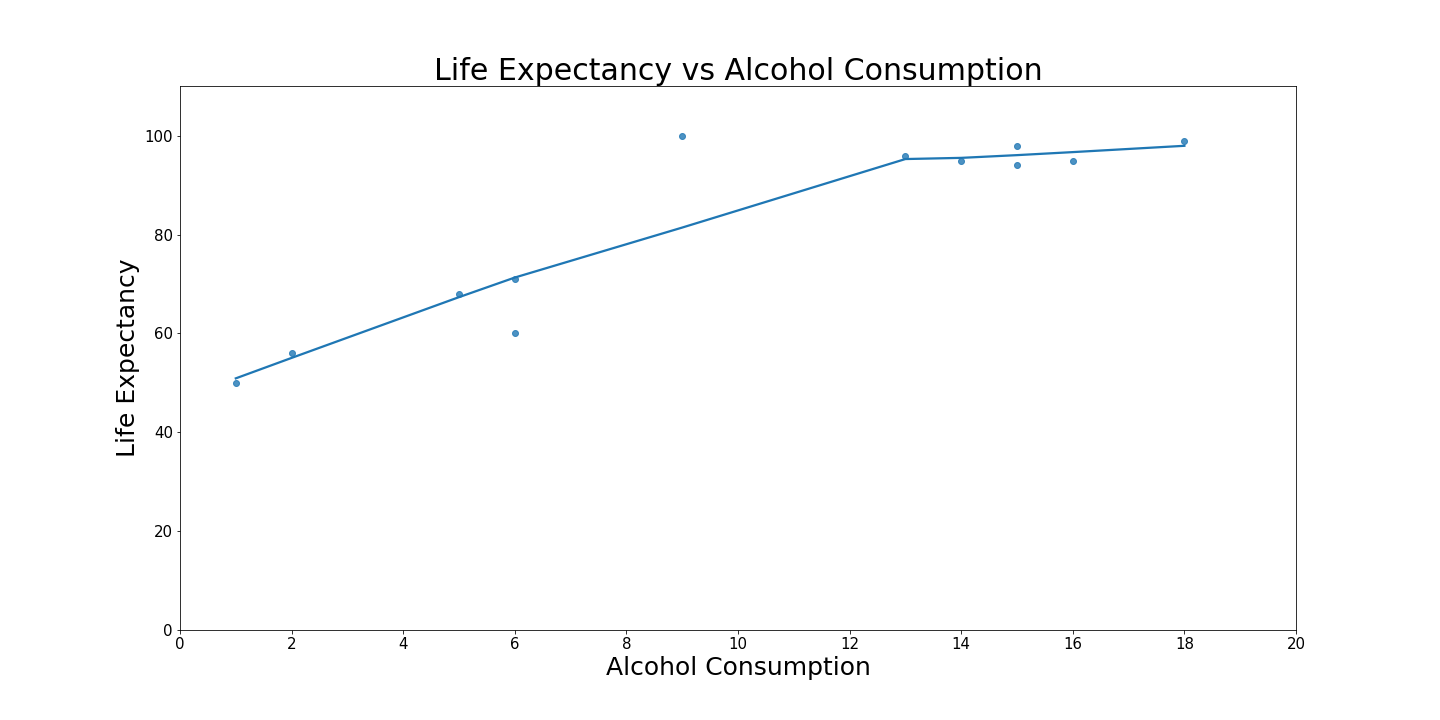 Life Expectancy vs Alcohol Consumption
100
80
60
40
20
0
Life Expectancy
0 2 4 6 8 10 12 14 16 18 20
Alcohol Consumption